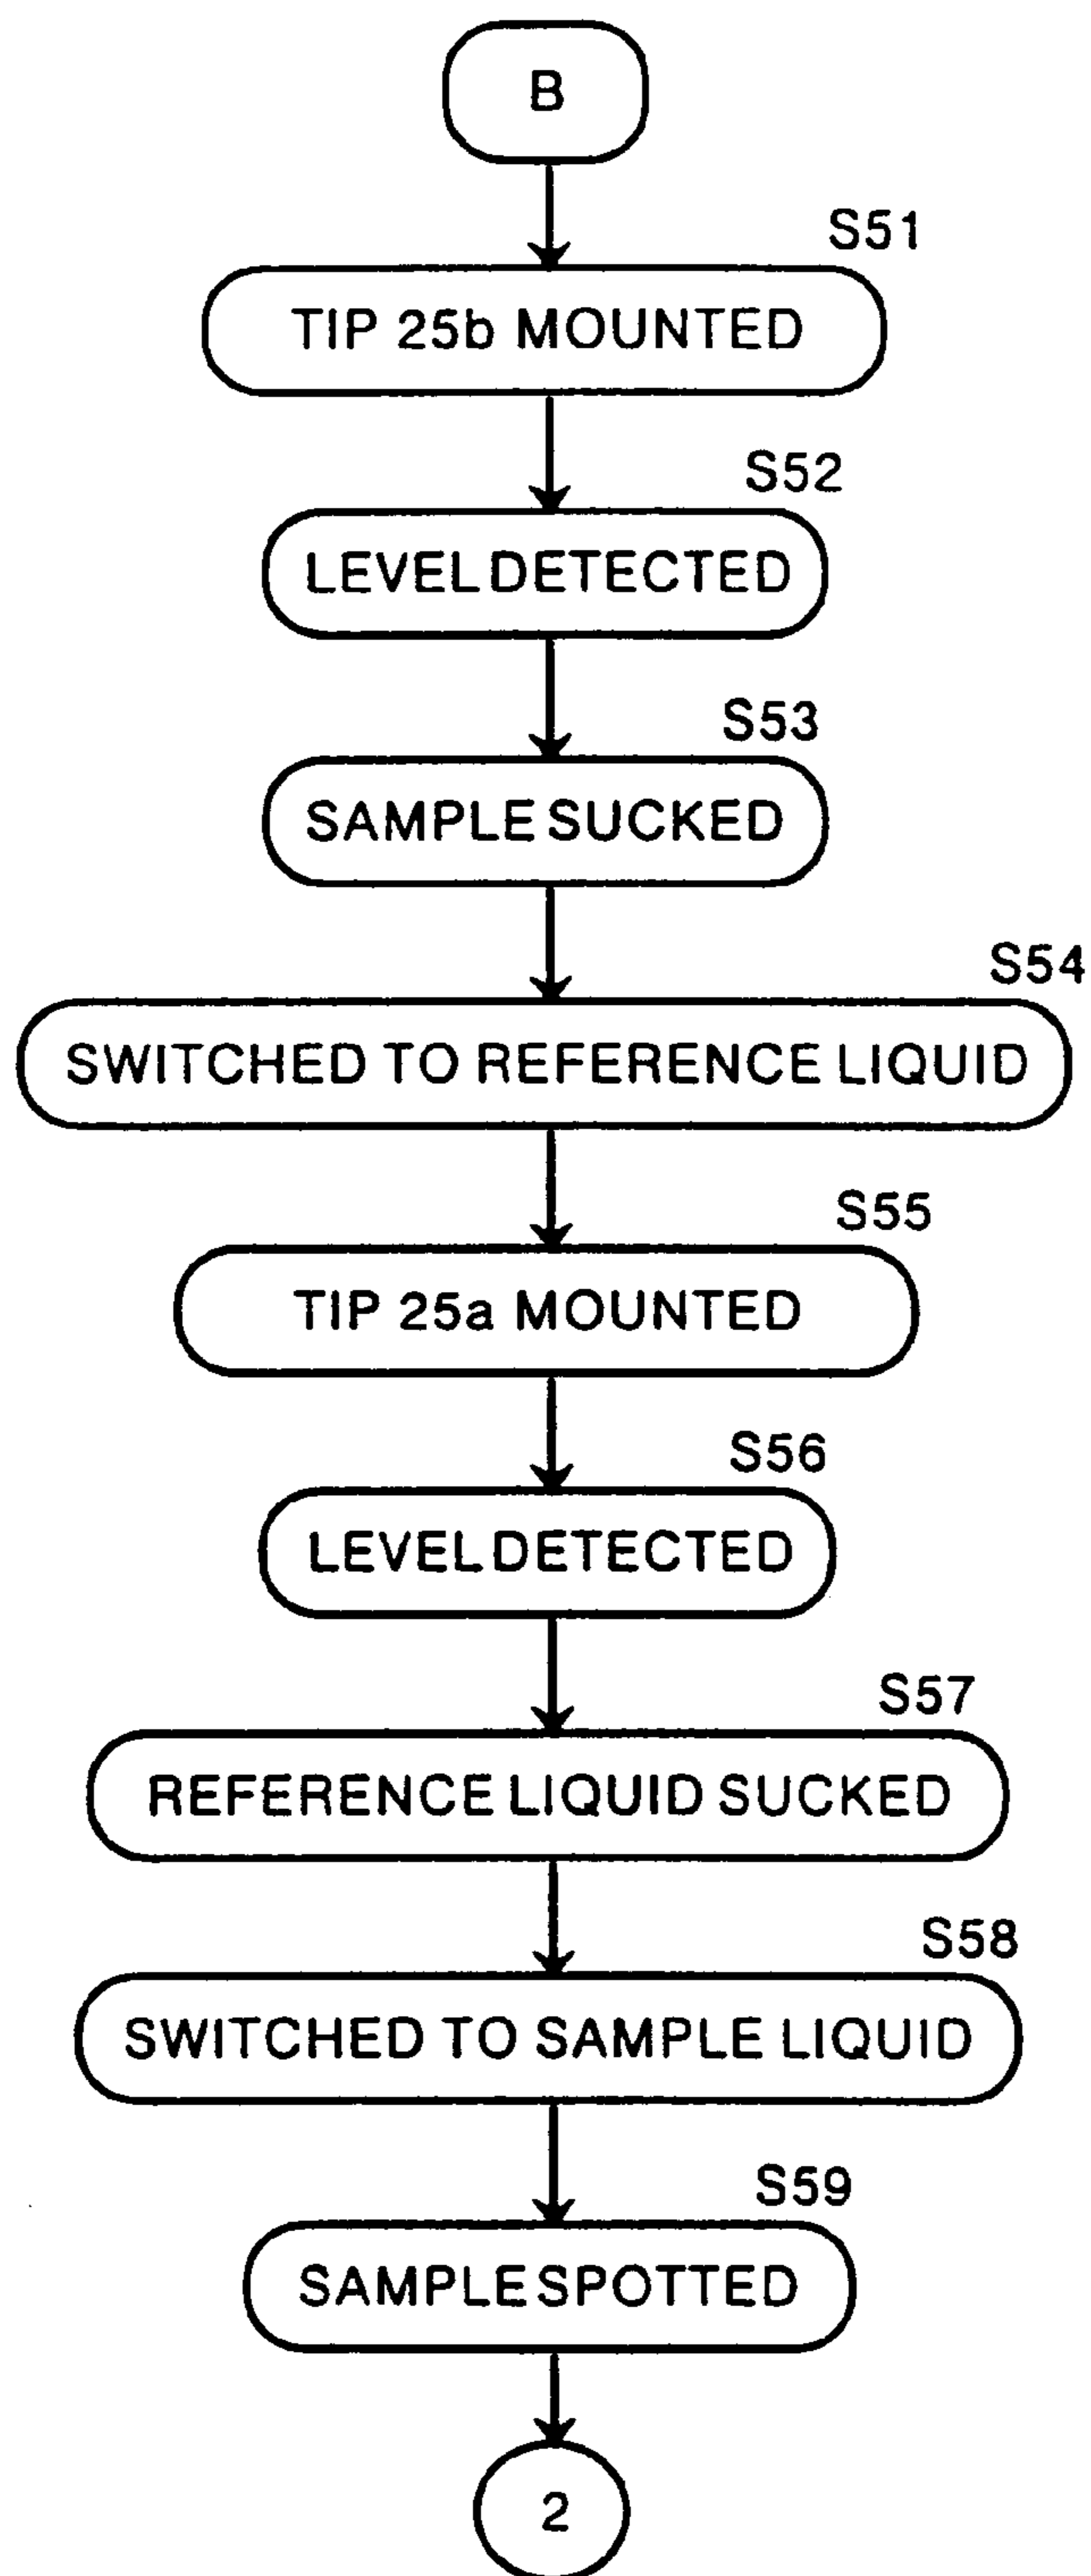 B
S51
TIP 25b MOUNTED
S52
LEVEL DETECTED
S53
SAMPLE SUCKED
S54
SWITCHED TO REFERENCE LIQUID
S55
TIP 25a MOUNTED
S56
LEVEL DETECTED
S57
REFERENCE LIQUID SUCKED
S58
SWITCHED TO SAMPLE LIQUID
S59
SAMPLE SPOTTED
2